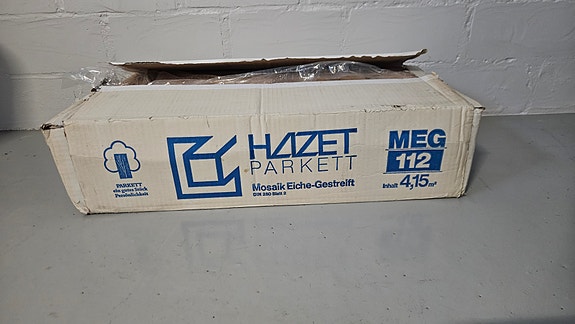 PARKETT
ein gutes Stück
Persönlichkeit
HAZET
PARKETT
Mosaik Eiche-Gestreift
DIN 280 Blatt 2
MEG
112
Inhalt 4,15 m²